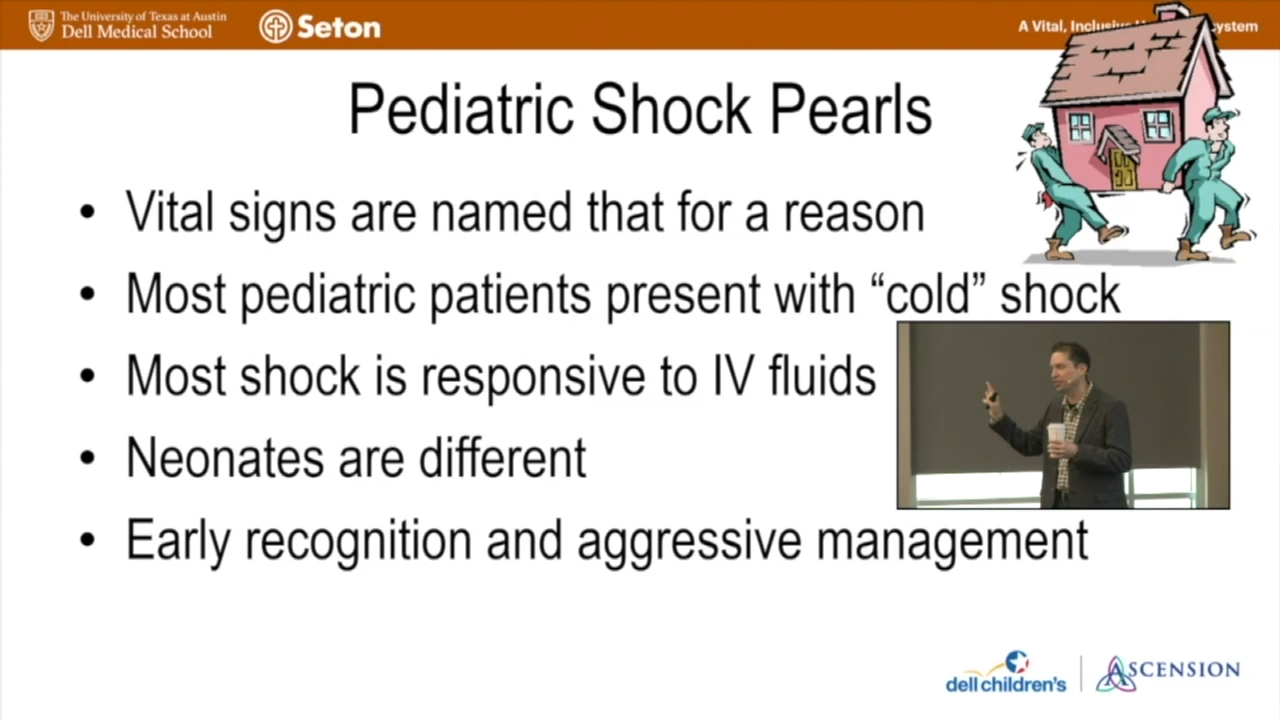 The University of Texas at Austin
Dell Medical School
Seton
A Vital, Inclusive
ystem
Pediatric Shock Pearls
• Vital signs are named that for a reason
• Most pediatric patients present with “cold” shock
• Most shock is responsive to IV fluids
• Neonates are different
• Early recognition and aggressive management
dell children's
ASCENSION